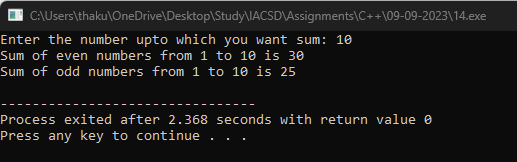 C:\Users\thaku\OneDrive\Desktop\Study\IACSD\Assignments\C++\09-09-2023\14.exe
Enter the number upto which you want sum: 10
Sum of even numbers from 1 to 10 is 30
Sum of odd numbers from 1 to 10 is 25
--------------------------------
Process exited after 2.368 seconds with return value 0
Press any key to continue . . .